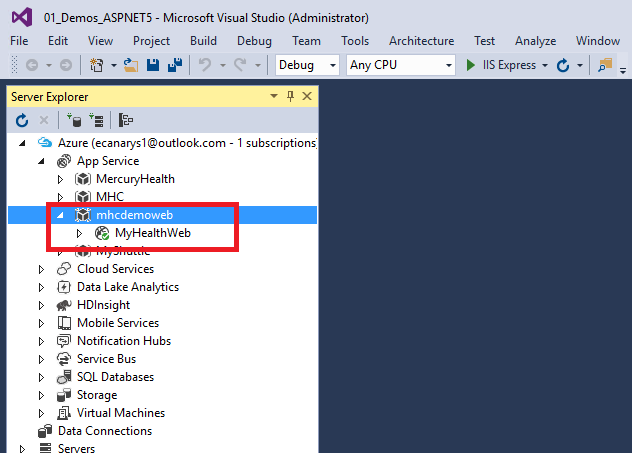 01_Demos_ASPNET5 - Microsoft Visual Studio (Administrator)
File Edit View Project Build Debug Team Tools Architecture Test Analyze Window
Debug Any CPU IIS Express
Server Explorer
Azure (ecanarys1@outlook.com - 1 subscriptions)
App Service
MercuryHealth
MHC
mhcdemoweb
MyHealthWeb
MyShuttle
Cloud Services
Data Lake Analytics
HDInsight
Mobile Services
Notification Hubs
Service Bus
SQL Databases
Storage
Virtual Machines
Data Connections
Servers